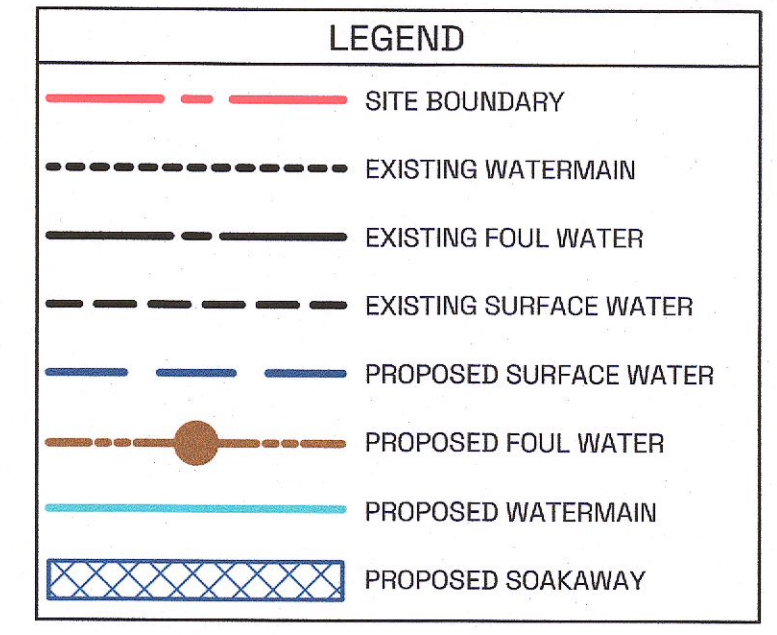 LEGEND
SITE BOUNDARY
EXISTING WATERMAIN
EXISTING FOUL WATER
EXISTING SURFACE WATER
PROPOSED SURFACE WATER
PROPOSED FOUL WATER
PROPOSED WATERMAIN
PROPOSED SOAKAWAY